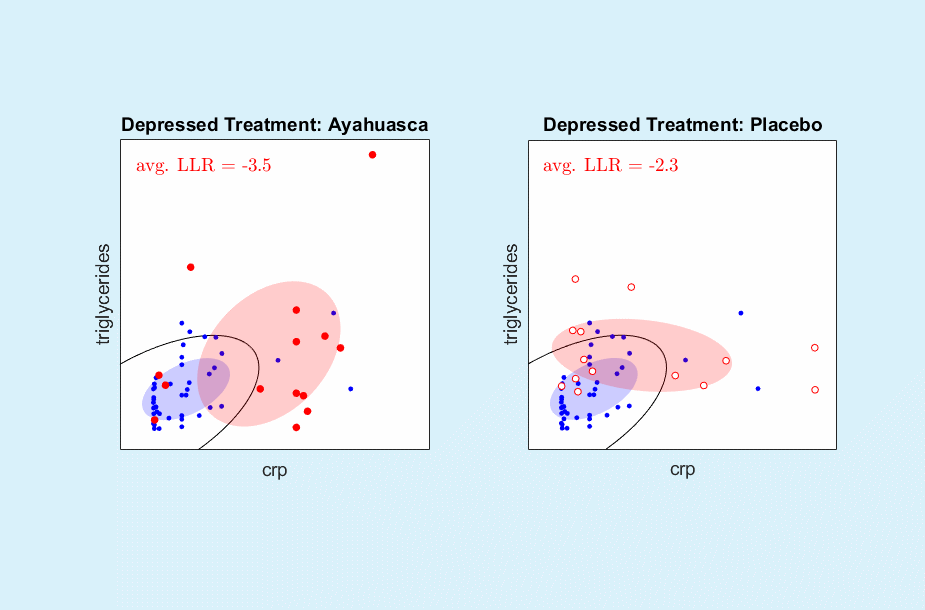 Depressed Treatment: Ayahuasca
avg. LLR = -3.5
triglycerides
crp
Depressed Treatment: Placebo
avg. LLR = -2.3
triglycerides
crp